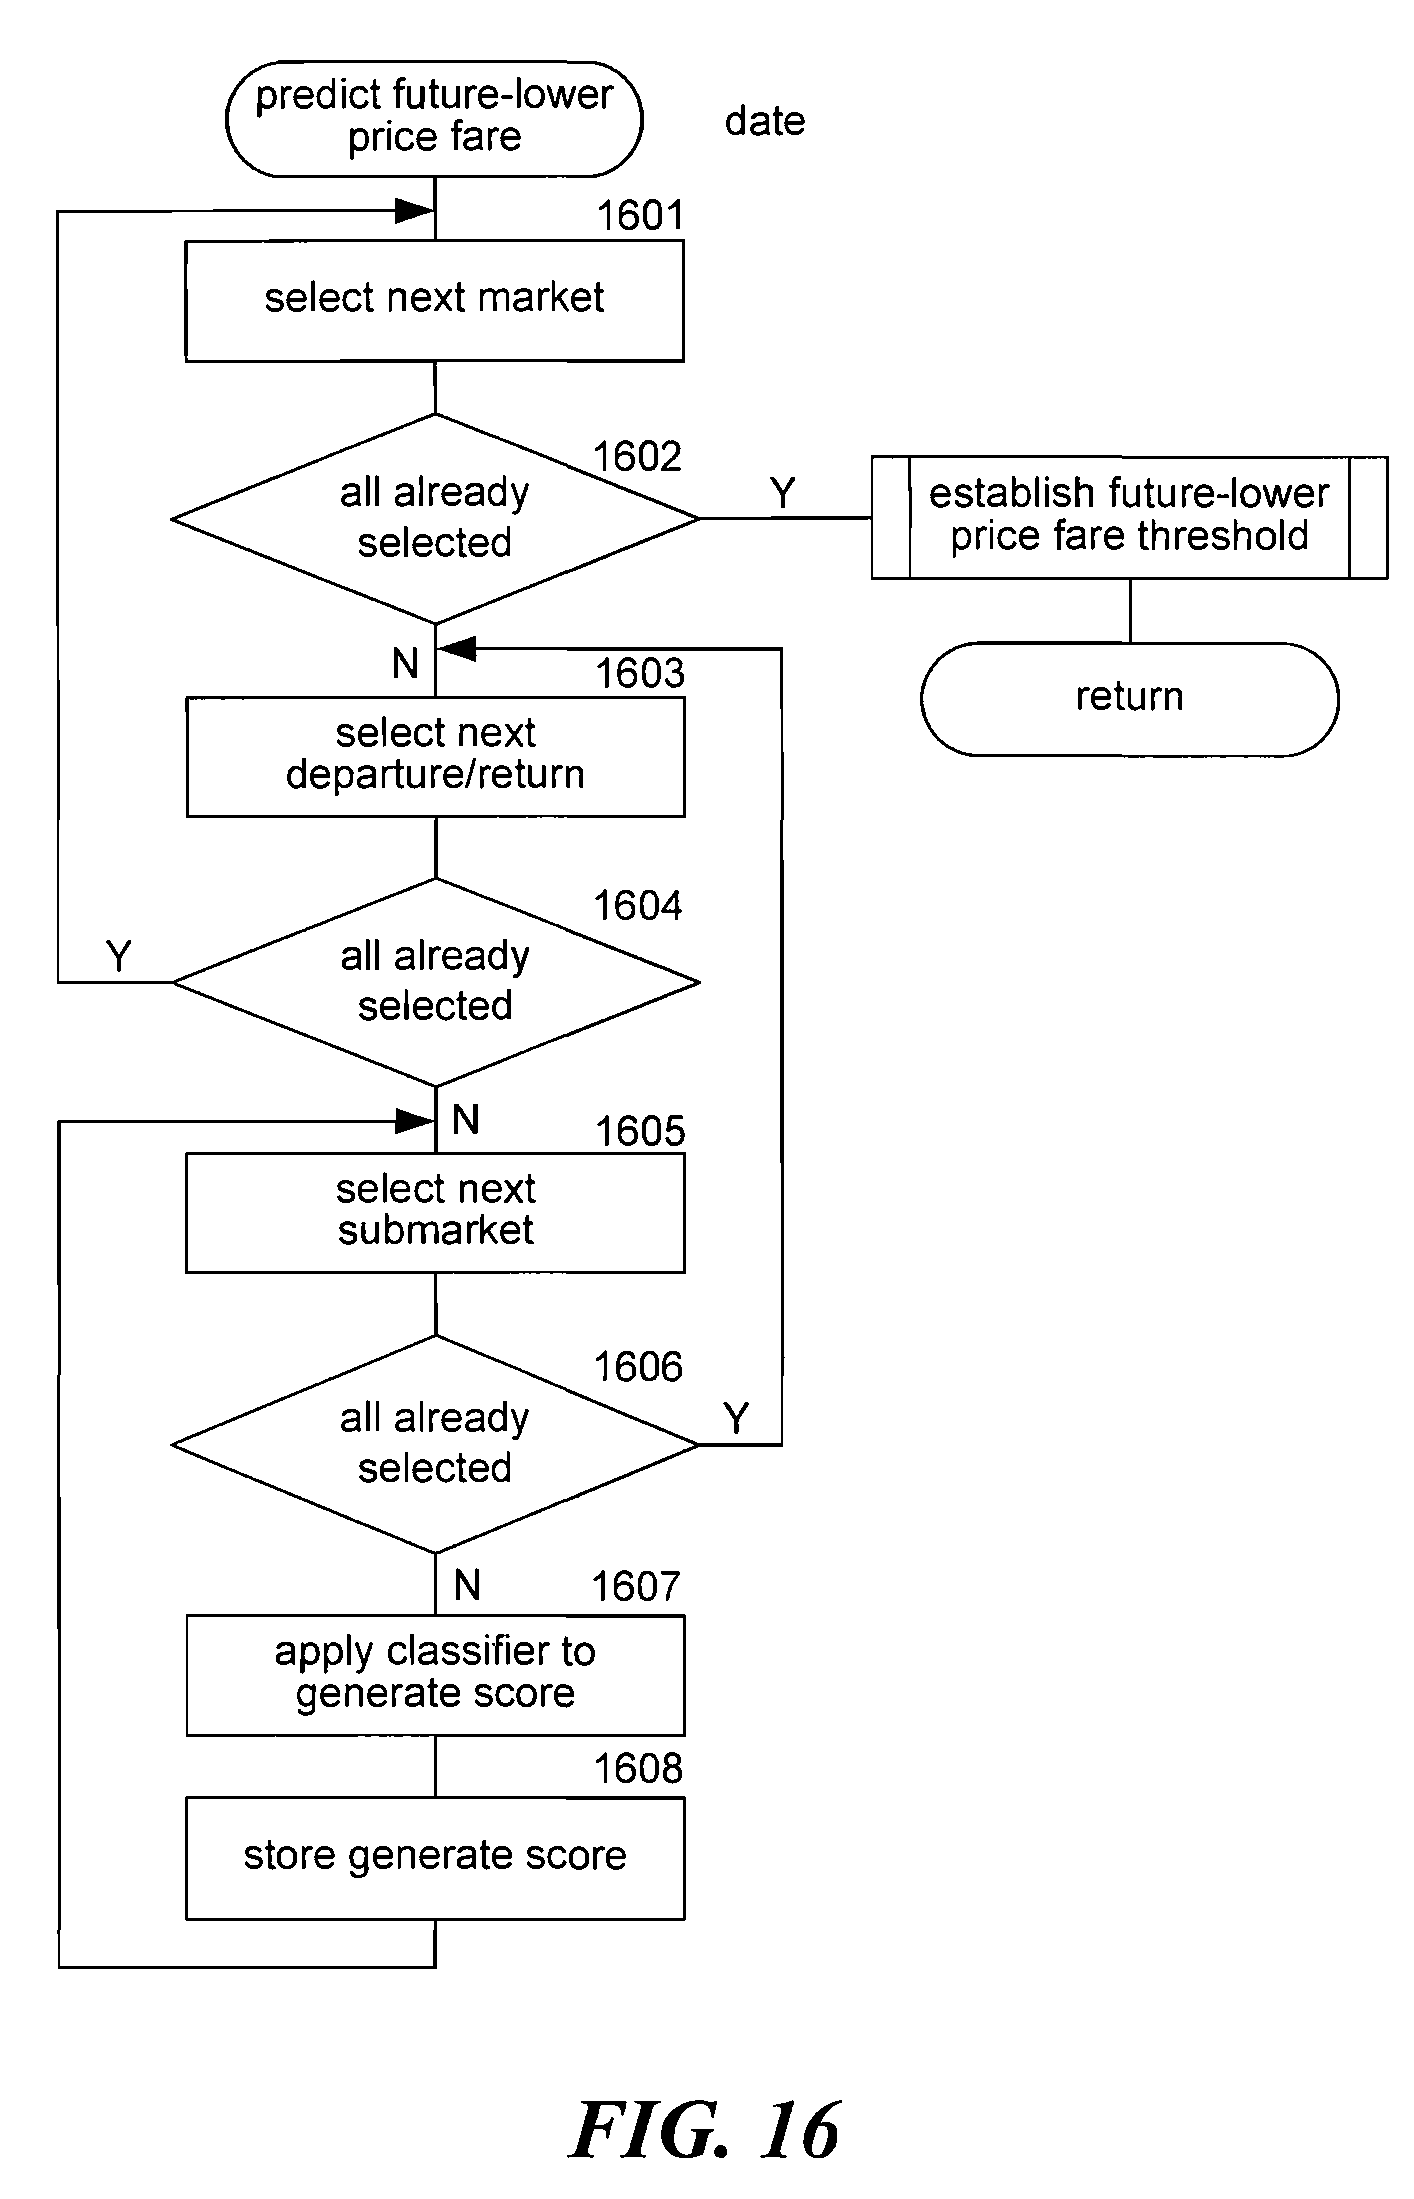 predict future-lower
price fare
date
1601
select next market
1602
all already
selected
Y
establish future-lower
price fare threshold
return
N
1603
select next
departure/return
1604
all already
selected
Y
N
1605
select next
submarket
1606
all already
selected
Y
N
1607
apply classifier to
generate score
1608
store generate score
FIG. 16